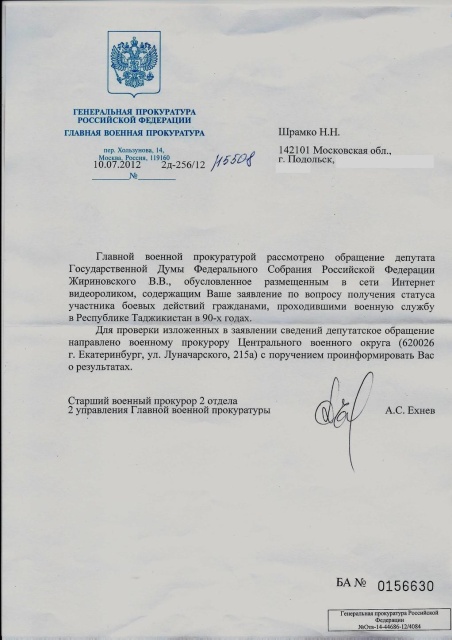 ГЕНЕРАЛЬНАЯ ПРОКУРАТУРА
РОССИЙСКОЙ ФЕДЕРАЦИИ
ГЛАВНАЯ ВОЕННАЯ ПРОКУРАТУРА
пер. Хользунова, 14,
Москва, Россия, 119160
10.07.2012 2д-256/12 115508
№
Шрамко Н.Н.
142101 Московская обл.,
г. Подольск,
Главной военной прокуратурой рассмотрено обращение депутата
Государственной Думы Федерального Собрания Российской Федерации
Жириновского В.В., обусловленное размещенным в сети Интернет
видеороликом, содержащим Ваше заявление по вопросу получения статуса
участника боевых действий гражданами, проходившими военную службу
в Республике Таджикистан в 90-х годах.
Для проверки изложенных в заявлении сведений депутатское обращение
направлено военному прокурору Центрального военного округа (620026
г. Екатеринбург, ул. Луначарского, 215а) с поручением проинформировать Вас
о результатах.
Старший военный прокурор 2 отдела
2 управления Главной военной прокуратуры
А.С. Ехнев
БА № 0156630
Генеральная прокуратура Российской
Федерации
№Отв-14-44686-12/4084